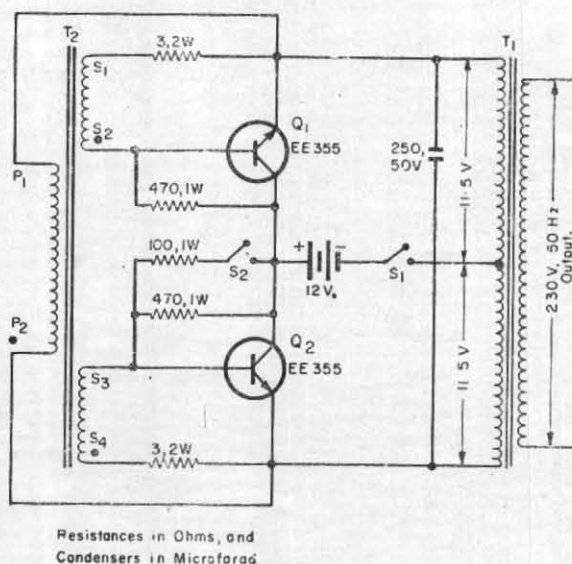 T2
T1
S1
3,2W
S2
Q1
EE 355
P1
470,1W
250,
50V
11·5 V
100,1W
S2
+
-
12V.
S1
230 V, 50 Hz
Output.
470,1W
P2
Q2
EE 355
S3
11·5 V
S4
3,2W
Resistances in Ohms, and
Condensers in Microfarad